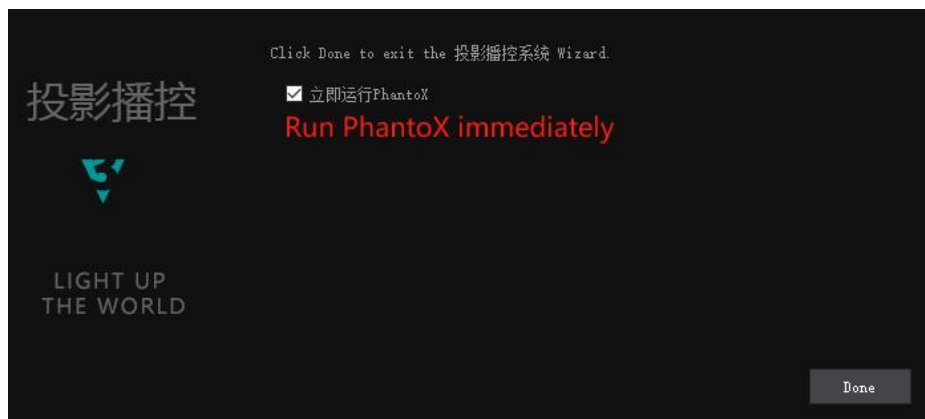 Click Done to exit the 投影播控系统 Wizard.
立即运行PhantoX
Run PhantoX immediately
投影播控
LIGHT UP
THE WORLD
Done